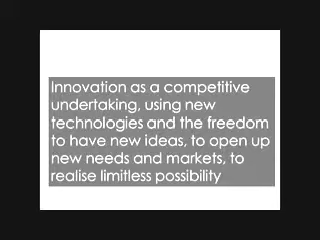 Innovation as a competitive
undertaking, using new
technologies and the freedom
to have new ideas, to open up
new needs and markets, to
realise limitless possibility